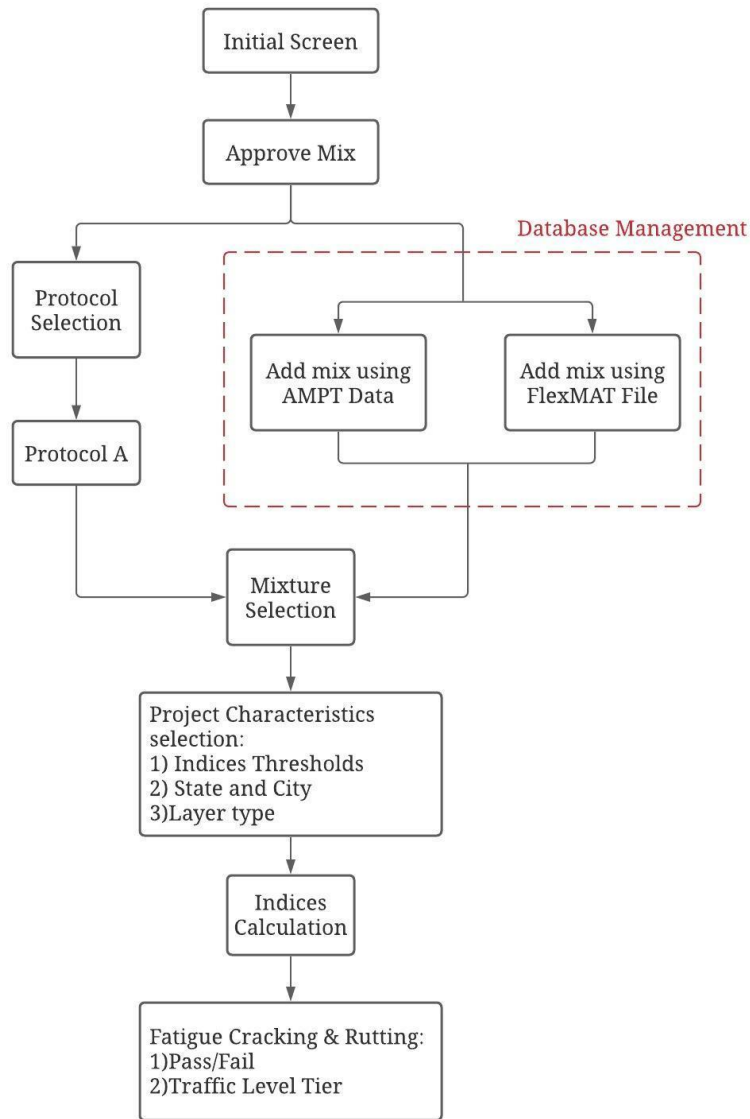 Initial Screen
Approve Mix
Database Management
Protocol
Selection
Add mix using
AMPT Data
Add mix using
FlexMAT File
Protocol A
Mixture
Selection
Project Characteristics
selection:
1) Indices Thresholds
2) State and City
3)Layer type
Indices
Calculation
Fatigue Cracking & Rutting:
1)Pass/Fail
2)Traffic Level Tier